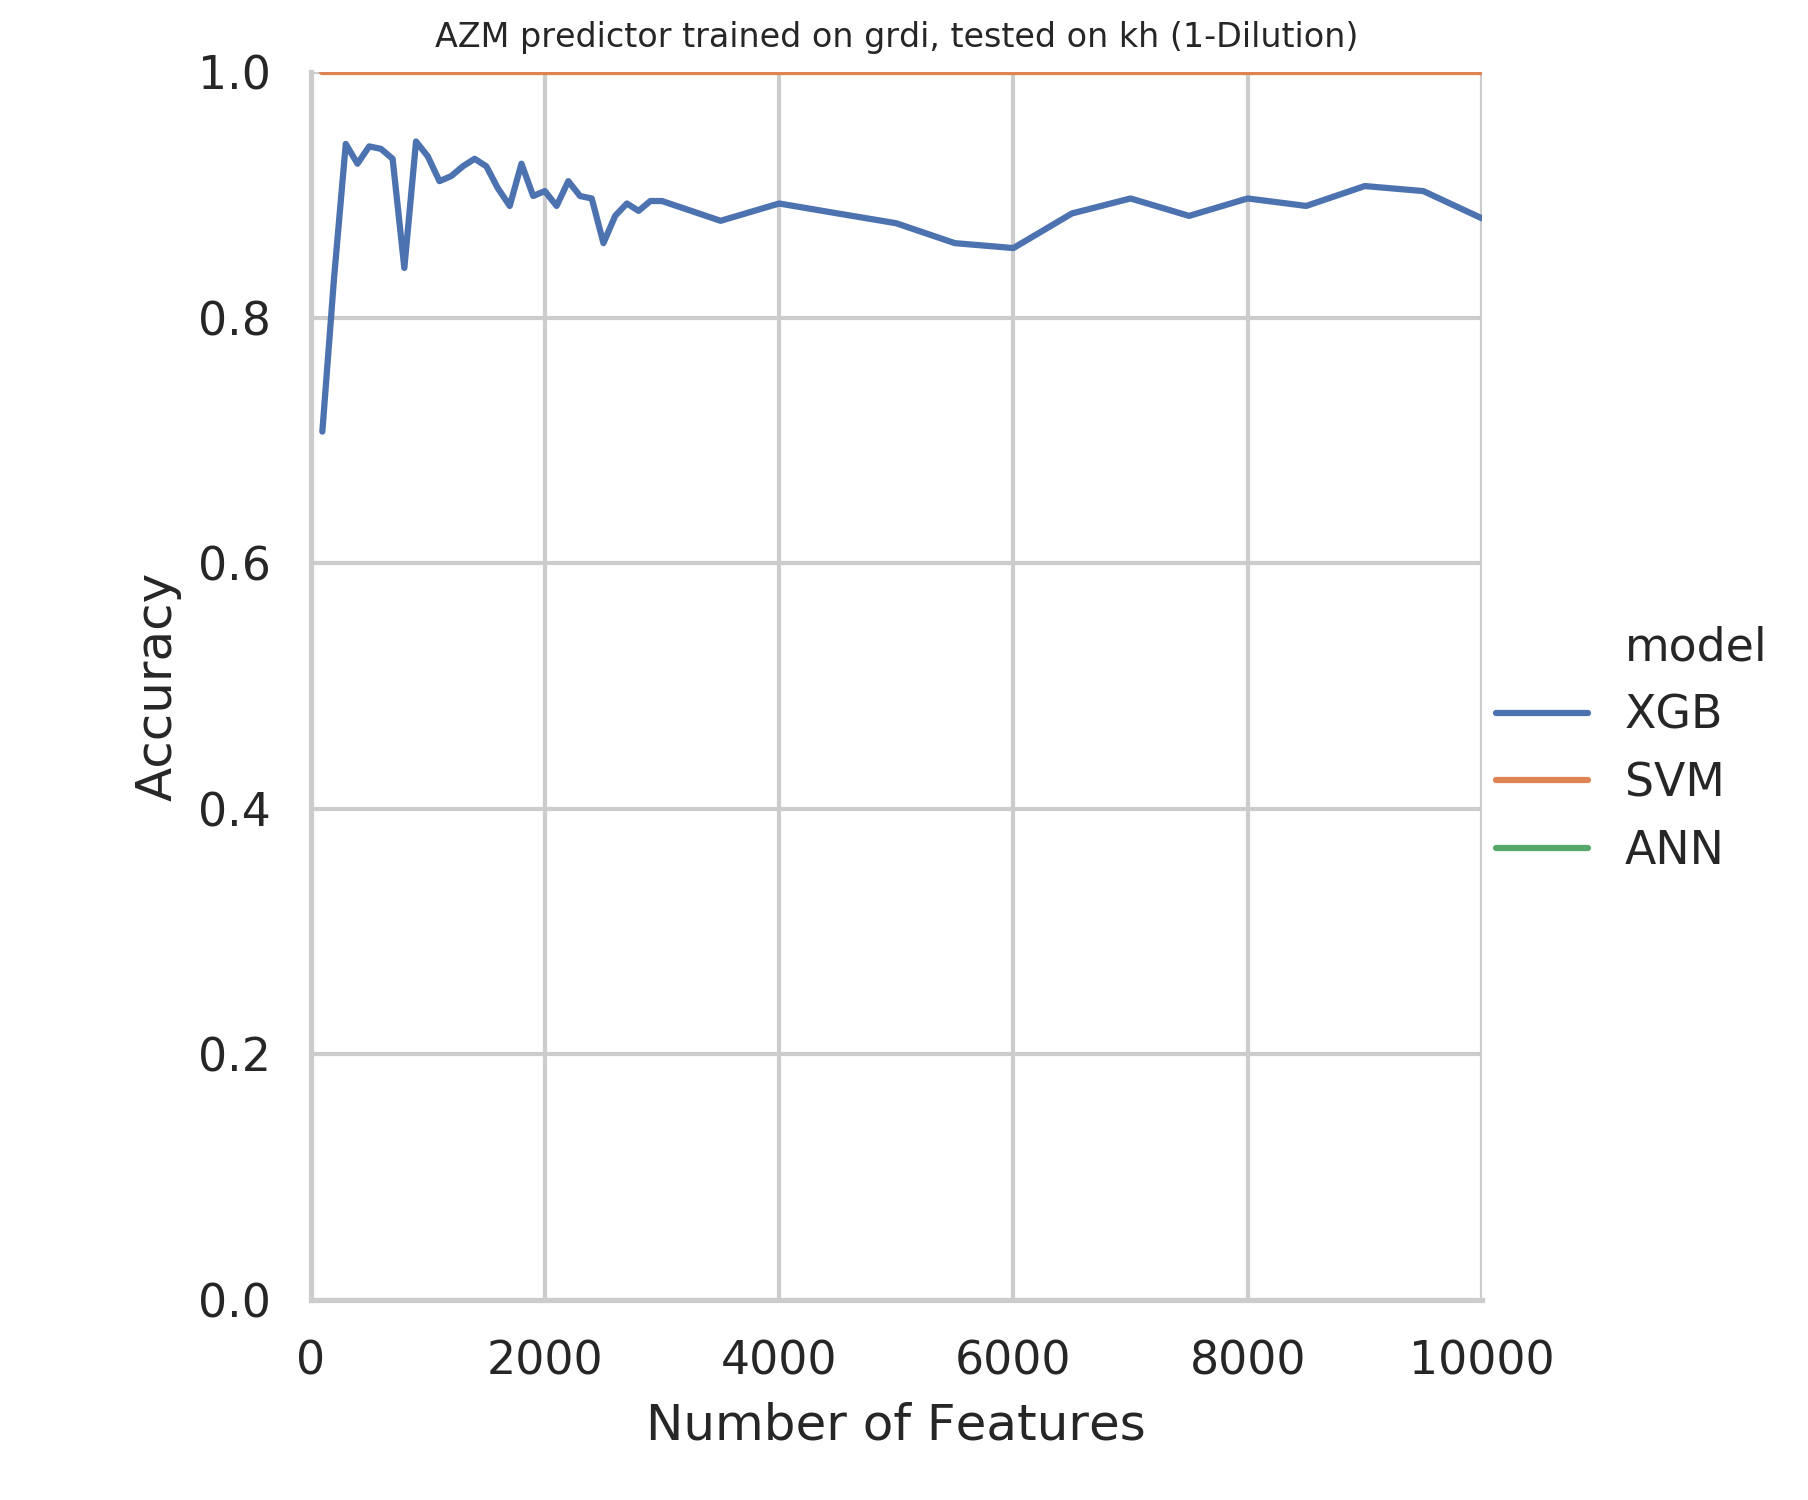 AZM predictor trained on grdi, tested on kh (1-Dilution)
1.0
0.8
0.6
0.4
0.2
0.0
Accuracy
0 2000 4000 6000 8000 10000
Number of Features
model
XGB
SVM
ANN